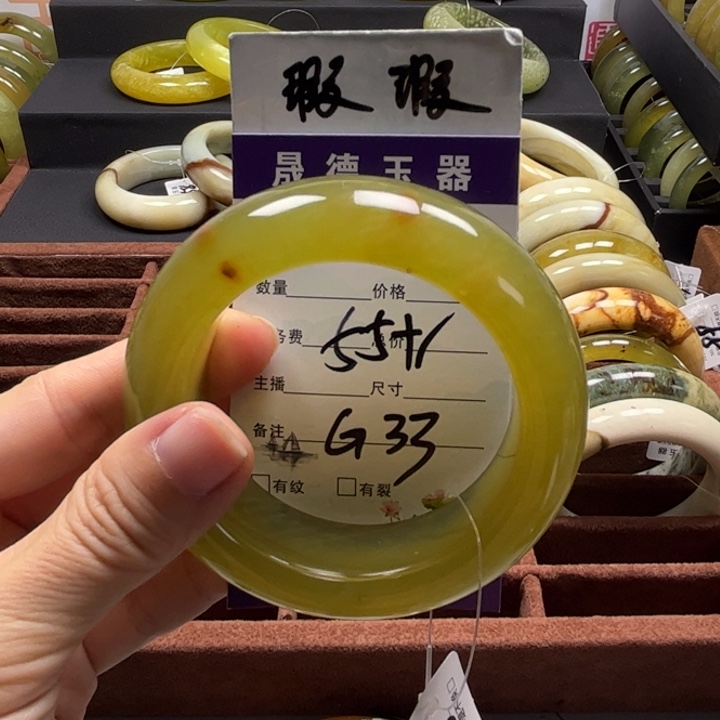 瑕 瑕
晟德玉器
数量 价格
务费 总价 55+1
主播 尺寸
备注 G33
□有纹 □有裂